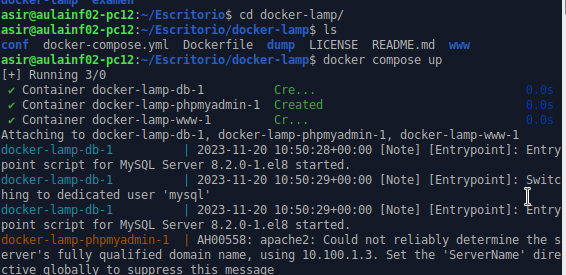 docker-lamp examen
asir@aulainf02-pc12:~/Escritorio$ cd docker-lamp/
asir@aulainf02-pc12:~/Escritorio/docker-lamp$ ls
conf docker-compose.yml Dockerfile dump LICENSE README.md www
asir@aulainf02-pc12:~/Escritorio/docker-lamp$ docker compose up
[+] Running 3/0
✔ Container docker-lamp-db-1 Cre... 0.0s
✔ Container docker-lamp-phpmyadmin-1 Created 0.0s
✔ Container docker-lamp-www-1 Cr... 0.0s
Attaching to docker-lamp-db-1, docker-lamp-phpmyadmin-1, docker-lamp-www-1
docker-lamp-db-1 | 2023-11-20 10:50:28+00:00 [Note] [Entrypoint]: Entry
point script for MySQL Server 8.2.0-1.el8 started.
docker-lamp-db-1 | 2023-11-20 10:50:29+00:00 [Note] [Entrypoint]: Switc
hing to dedicated user 'mysql'
docker-lamp-db-1 | 2023-11-20 10:50:29+00:00 [Note] [Entrypoint]: Entry
point script for MySQL Server 8.2.0-1.el8 started.
docker-lamp-phpmyadmin-1 | AH00558: apache2: Could not reliably determine the s
erver's fully qualified domain name, using 10.100.1.3. Set the 'ServerName' dire
ctive globally to suppress this message